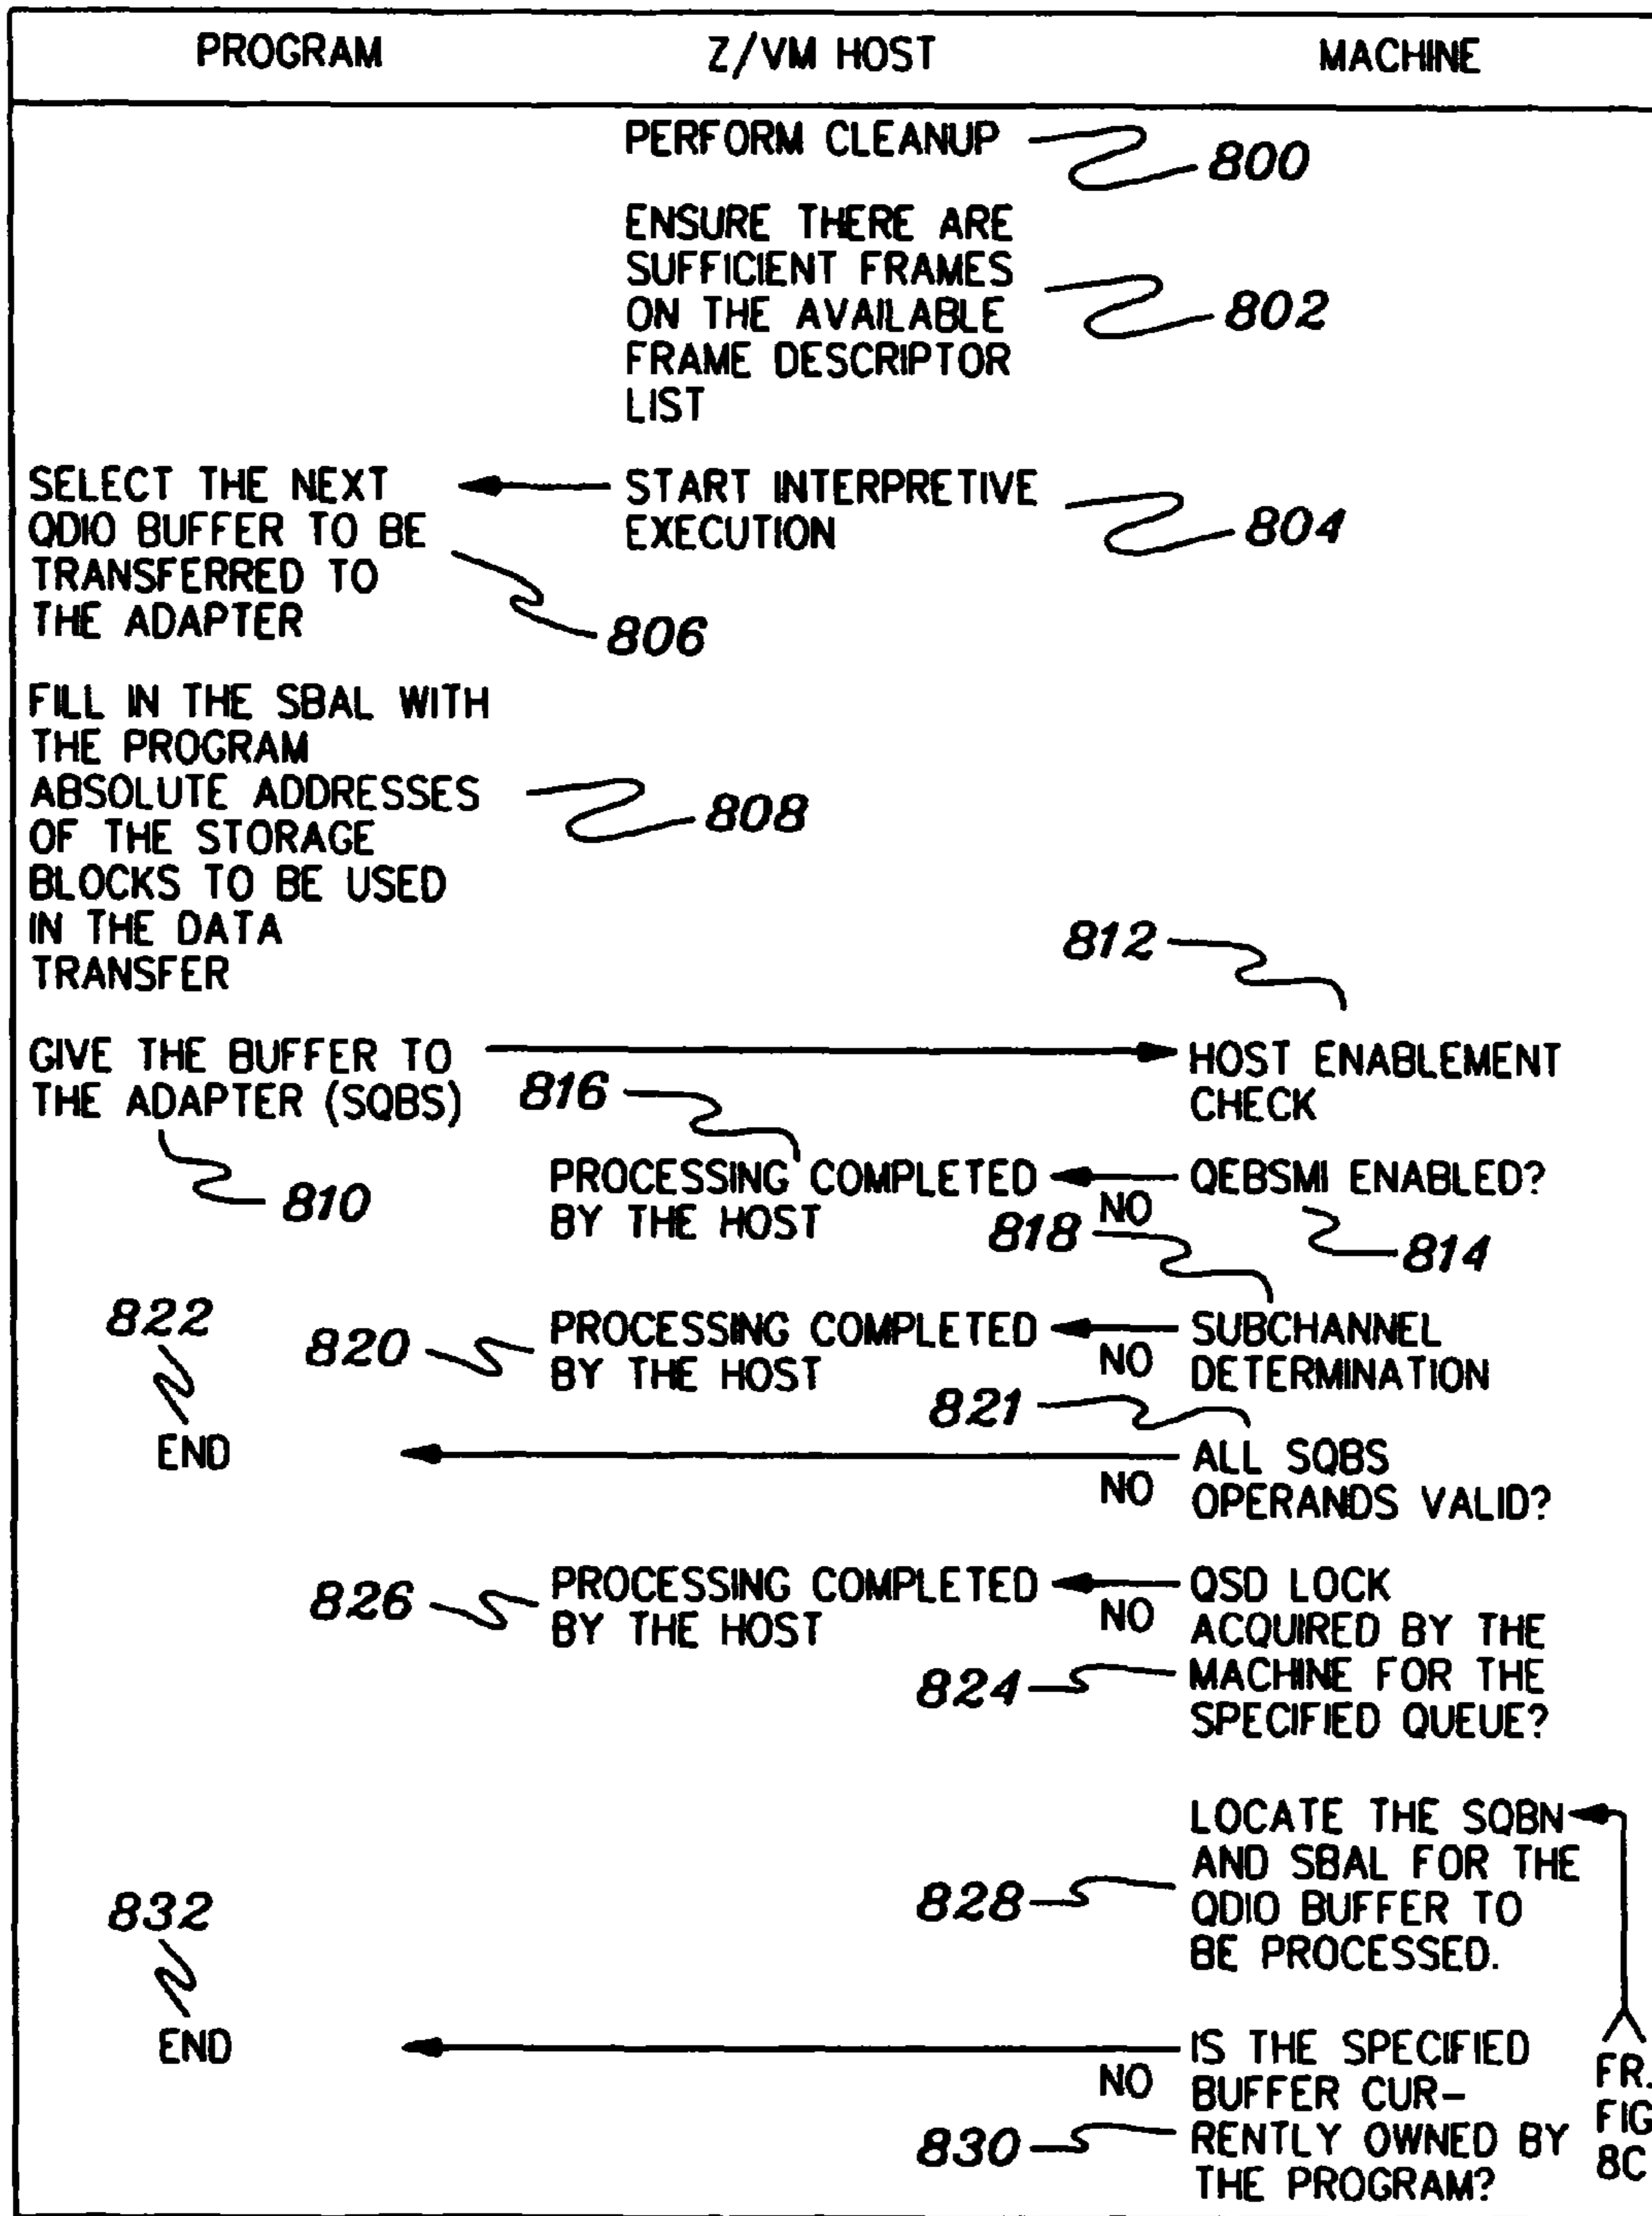 PROGRAM Z/VM HOST MACHINE
PERFORM CLEANUP
800
ENSURE THERE ARE
SUFFICIENT FRAMES
ON THE AVAILABLE
FRAME DESCRIPTOR
LIST
802
SELECT THE NEXT
QDIO BUFFER TO BE
TRANSFERRED TO
THE ADAPTER
806
START INTERPRETIVE
EXECUTION
804
FILL IN THE SBAL WITH
THE PROGRAM
ABSOLUTE ADDRESSES
OF THE STORAGE
BLOCKS TO BE USED
IN THE DATA
TRANSFER
808
812
GIVE THE BUFFER TO
THE ADAPTER (SQBS)
810
HOST ENABLEMENT
CHECK
816
PROCESSING COMPLETED
BY THE HOST
NO
QEBSMI ENABLED?
814
818
820
PROCESSING COMPLETED
BY THE HOST
NO
SUBCHANNEL
DETERMINATION
822
END
821
NO
ALL SQBS
OPERANDS VALID?
826
PROCESSING COMPLETED
BY THE HOST
NO
QSD LOCK
ACQUIRED BY THE
MACHINE FOR THE
SPECIFIED QUEUE?
824
LOCATE THE SQBN
AND SBAL FOR THE
QDIO BUFFER TO
BE PROCESSED.
828
832
END
NO
IS THE SPECIFIED
BUFFER CUR-
RENTLY OWNED BY
THE PROGRAM?
830
FR.
FIG
8C